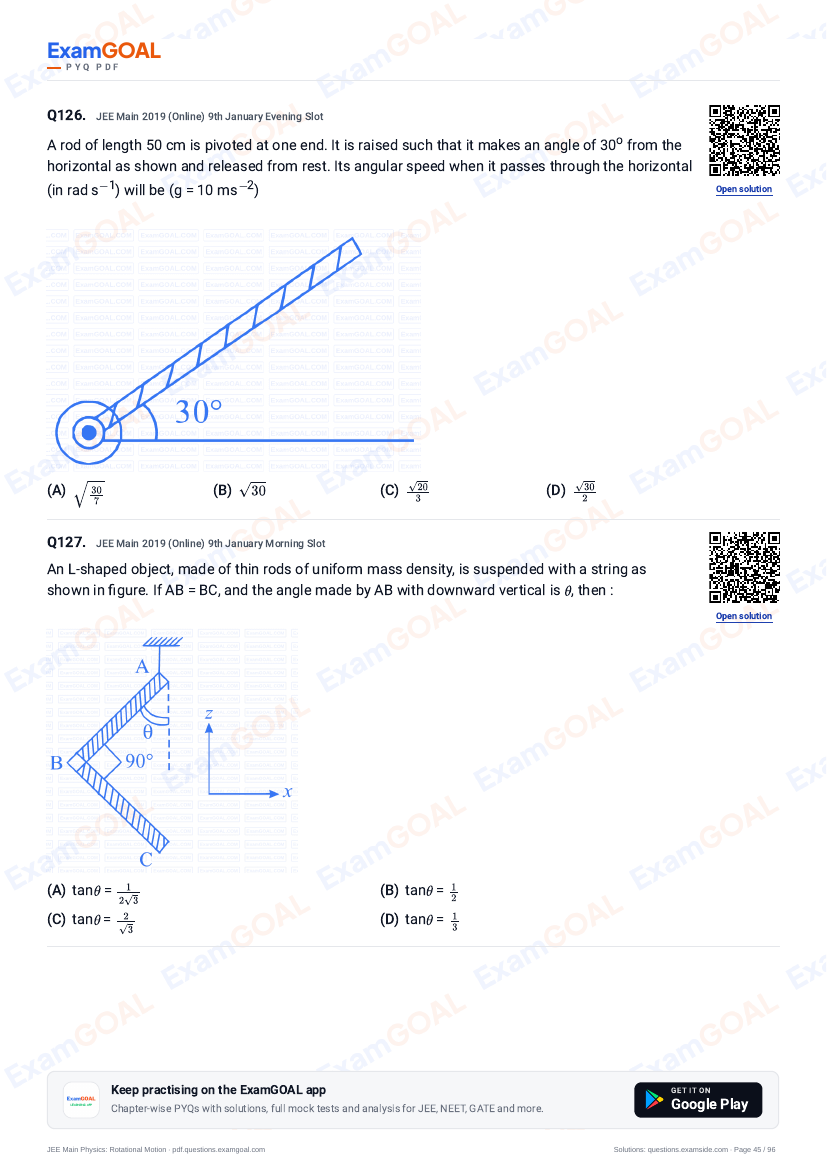 ExamGOAL
PYQ PDF
Q126. JEE Main 2019 (Online) 9th January Evening Slot
A rod of length 50 cm is pivoted at one end. It is raised such that it makes an angle of 30⁰ from the
horizontal as shown and released from rest. Its angular speed when it passes through the horizontal
(in rad s⁻¹) will be (g = 10 ms⁻²)
Open solution
30°
(A) √(30/7) (B) √30 (C) √20/3 (D) √30/2
Q127. JEE Main 2019 (Online) 9th January Morning Slot
An L-shaped object, made of thin rods of uniform mass density, is suspended with a string as
shown in figure. If AB = BC, and the angle made by AB with downward vertical is θ, then :
Open solution
A
θ
z
B
90°
x
C
(A) tanθ = 1/(2√3) (B) tanθ = 1/2
(C) tanθ = 2/√3 (D) tanθ = 1/3
Keep practising on the ExamGOAL app
Chapter-wise PYQs with solutions, full mock tests and analysis for JEE, NEET, GATE and more.
GET IT ON
Google Play
JEE Main Physics: Rotational Motion · pdf.questions.examgoal.com
Solutions: questions.examside.com · Page 45 / 96